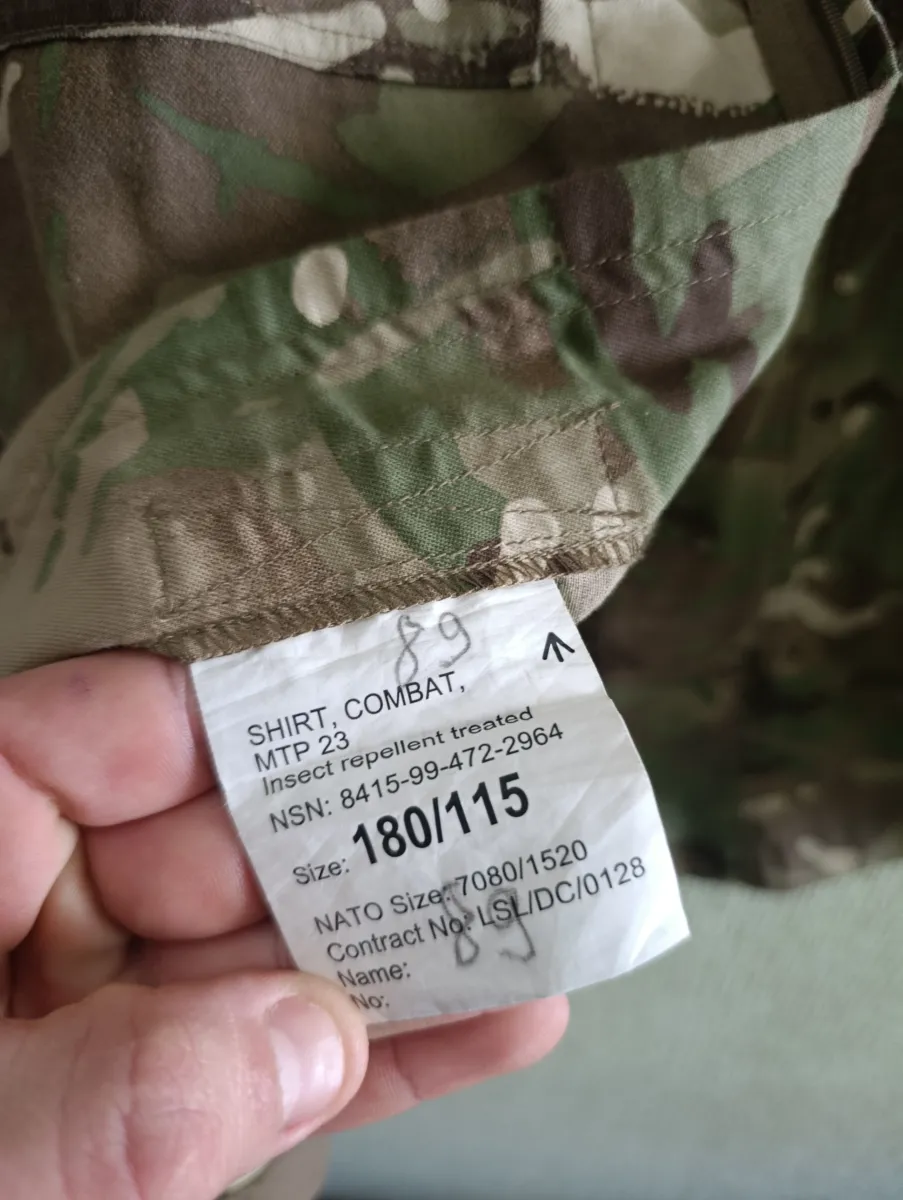 89
SHIRT, COMBAT,
MTP 23
Insect repellent treated
NSN: 8415-99-472-2964
Size: 180/115
NATO Size: 7080/1520
Contract No: LSL/DC/0128
89
Name:
No: